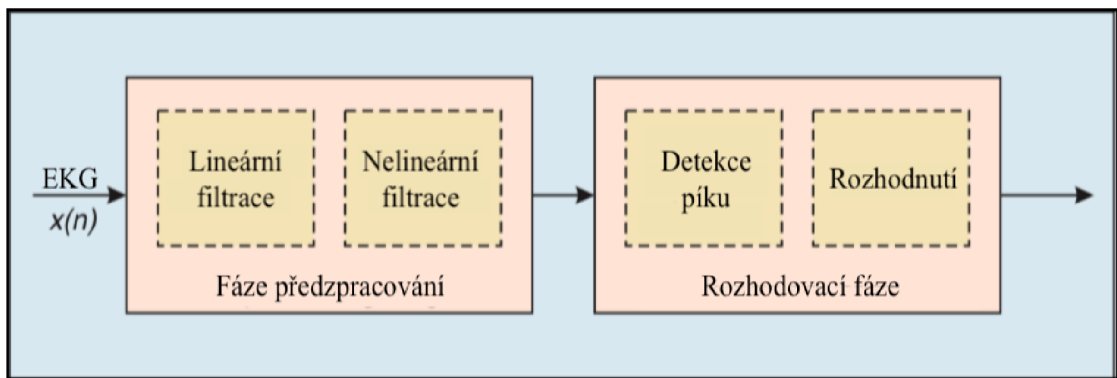 EKG
x(n)
Lineární
filtrace
Nelineární
filtrace
Fáze předzpracování
Detekce
píku
Rozhodnutí
Rozhodovací fáze